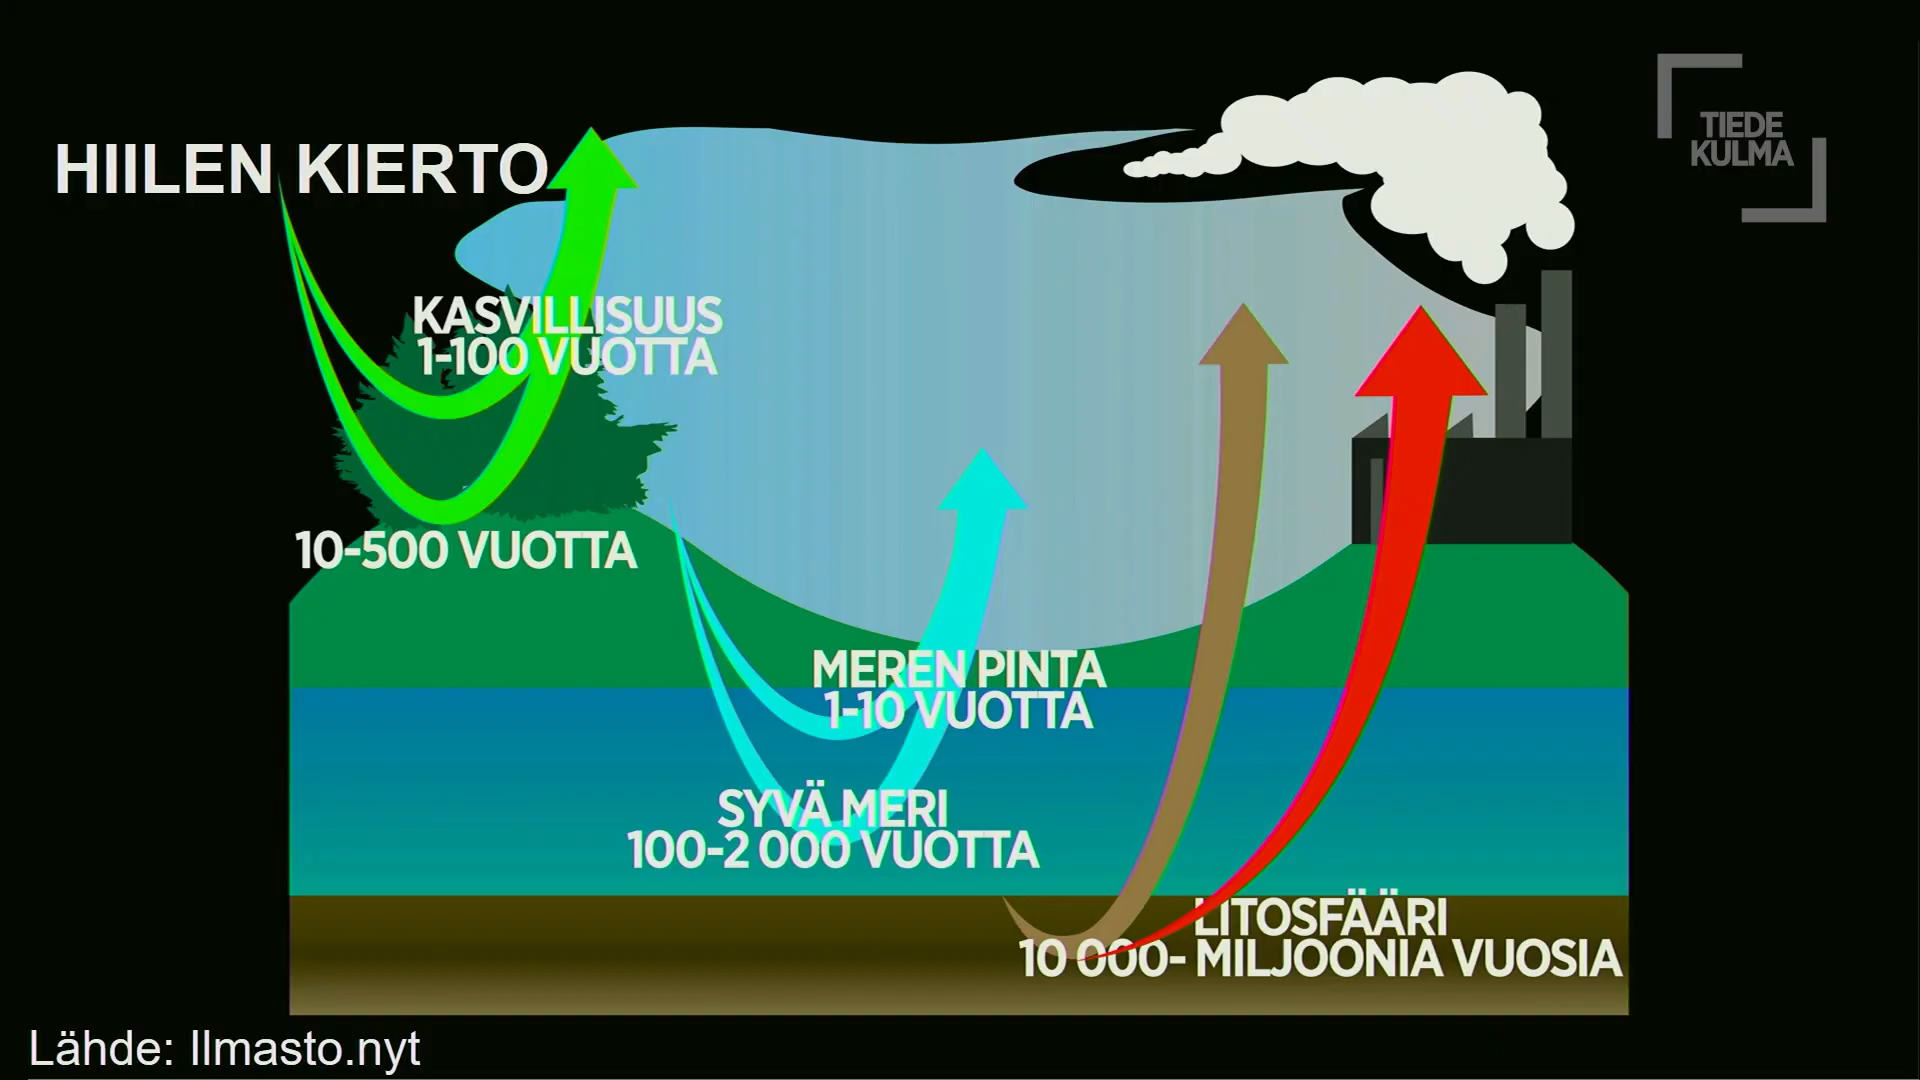 HIILEN KIERTO
TIEDE
KULMA
KASVILLISUUS
1-100 VUOTTA
10-500 VUOTTA
MEREN PINTA
1-10 VUOTTA
SYVÄ MERI
100-2 000 VUOTTA
LITOSFÄÄRI
10 000- MILJOONIA VUOSIA
Lähde: Ilmasto.nyt